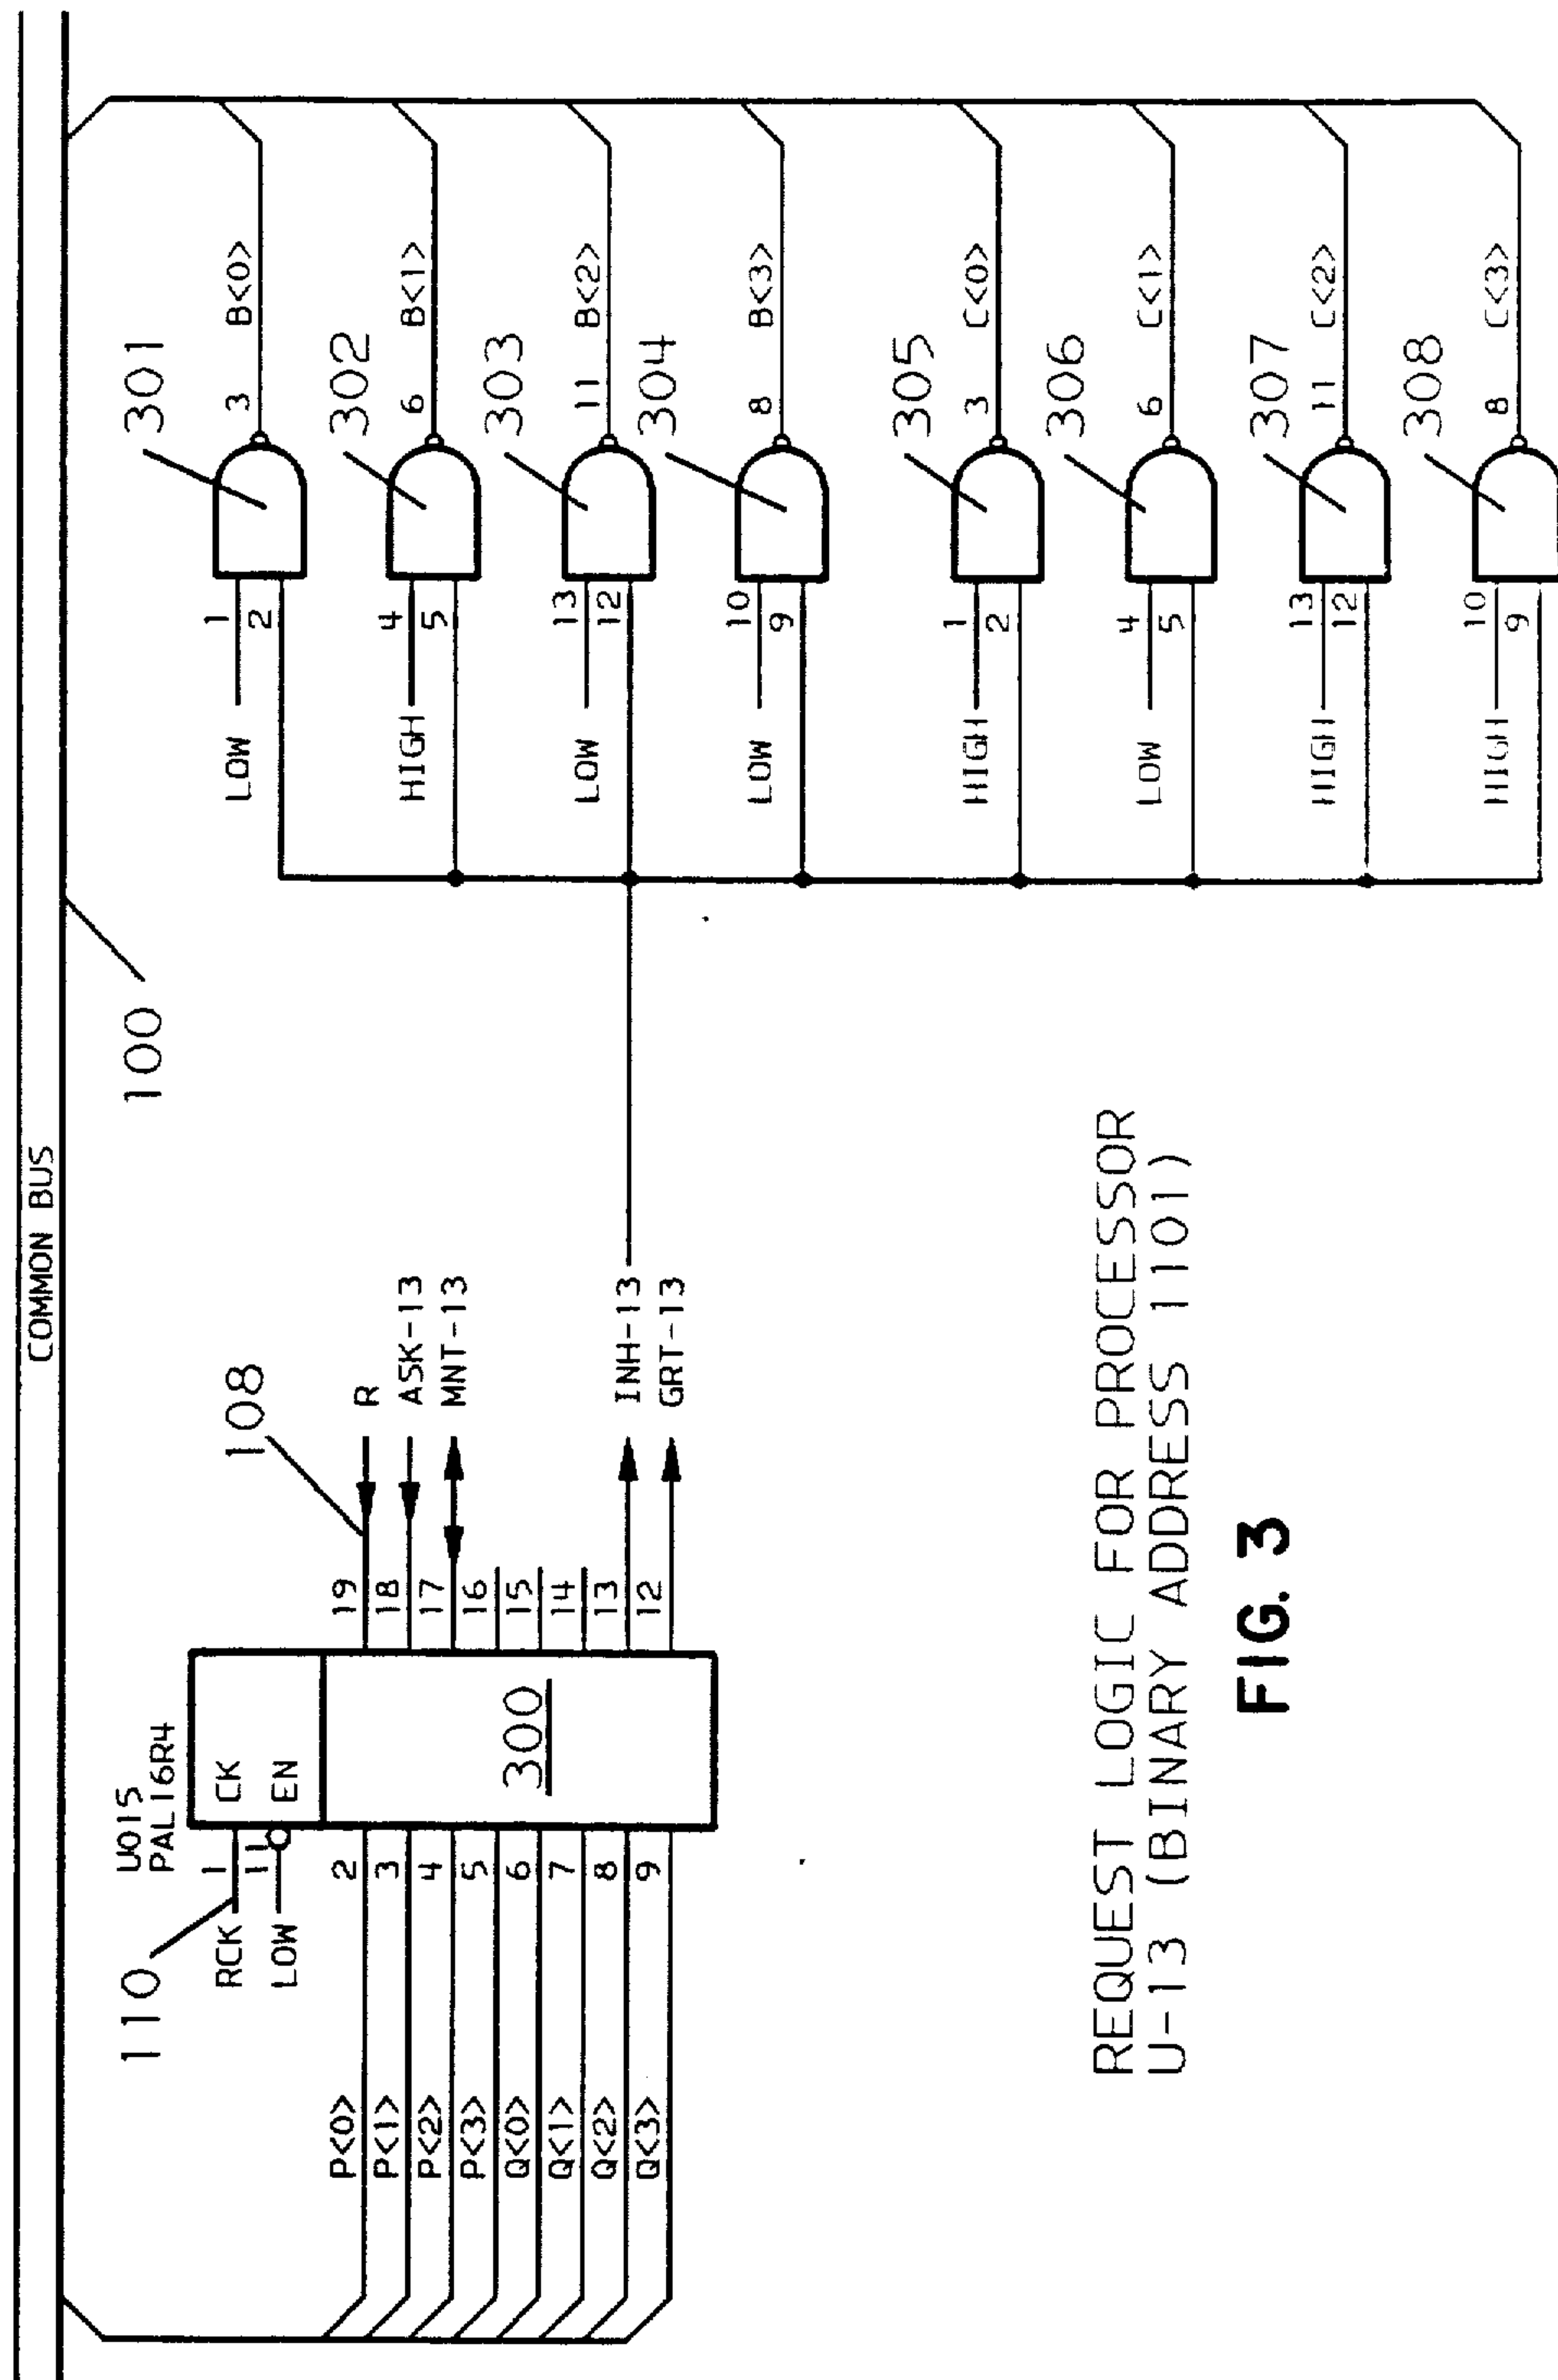 COMMON BUS
100
110
U015
PAL16R4
RCK 1 CK
LOW 11 EN
300
108
P<0> 2
P<1> 3
P<2> 4
P<3> 5
Q<0> 6
Q<1> 7
Q<2> 8
Q<3> 9
19 R
18 ASK-13
17 MNT-13
16
15
14
13 INH-13
12 GRT-13
301
LOW 1
2
3 B<0>
302
HIGH 4
5
6 B<1>
303
LOW 13
12
11 B<2>
304
LOW 10
9
8 B<3>
305
HIGH 1
2
3 C<0>
306
LOW 4
5
6 C<1>
307
HIGH 13
12
11 C<2>
308
HIGH 10
9
8 C<3>
REQUEST LOGIC FOR PROCESSOR
U-13 (BINARY ADDRESS 1101)
FIG. 3